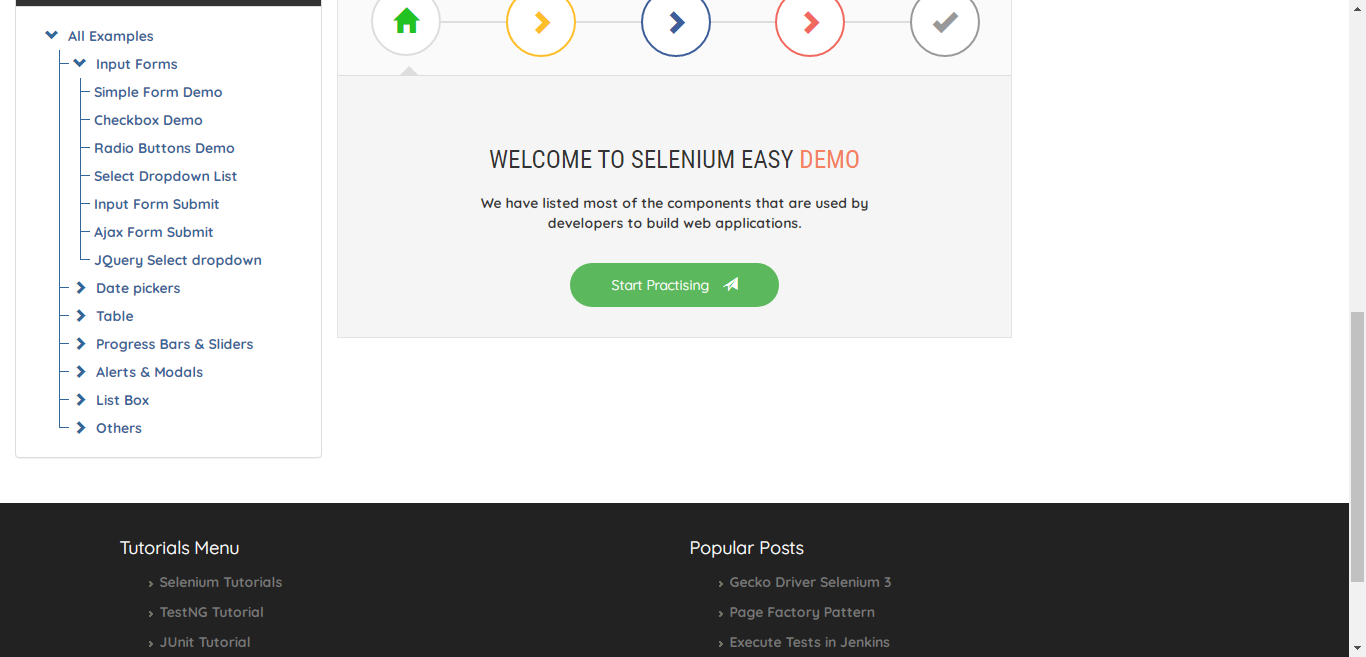 All Examples
Input Forms
Simple Form Demo
Checkbox Demo
Radio Buttons Demo
Select Dropdown List
Input Form Submit
Ajax Form Submit
JQuery Select dropdown
Date pickers
Table
Progress Bars & Sliders
Alerts & Modals
List Box
Others
WELCOME TO SELENIUM EASY DEMO
We have listed most of the components that are used by
developers to build web applications.
Start Practising
Tutorials Menu
Selenium Tutorials
TestNG Tutorial
JUnit Tutorial
Popular Posts
Gecko Driver Selenium 3
Page Factory Pattern
Execute Tests in Jenkins